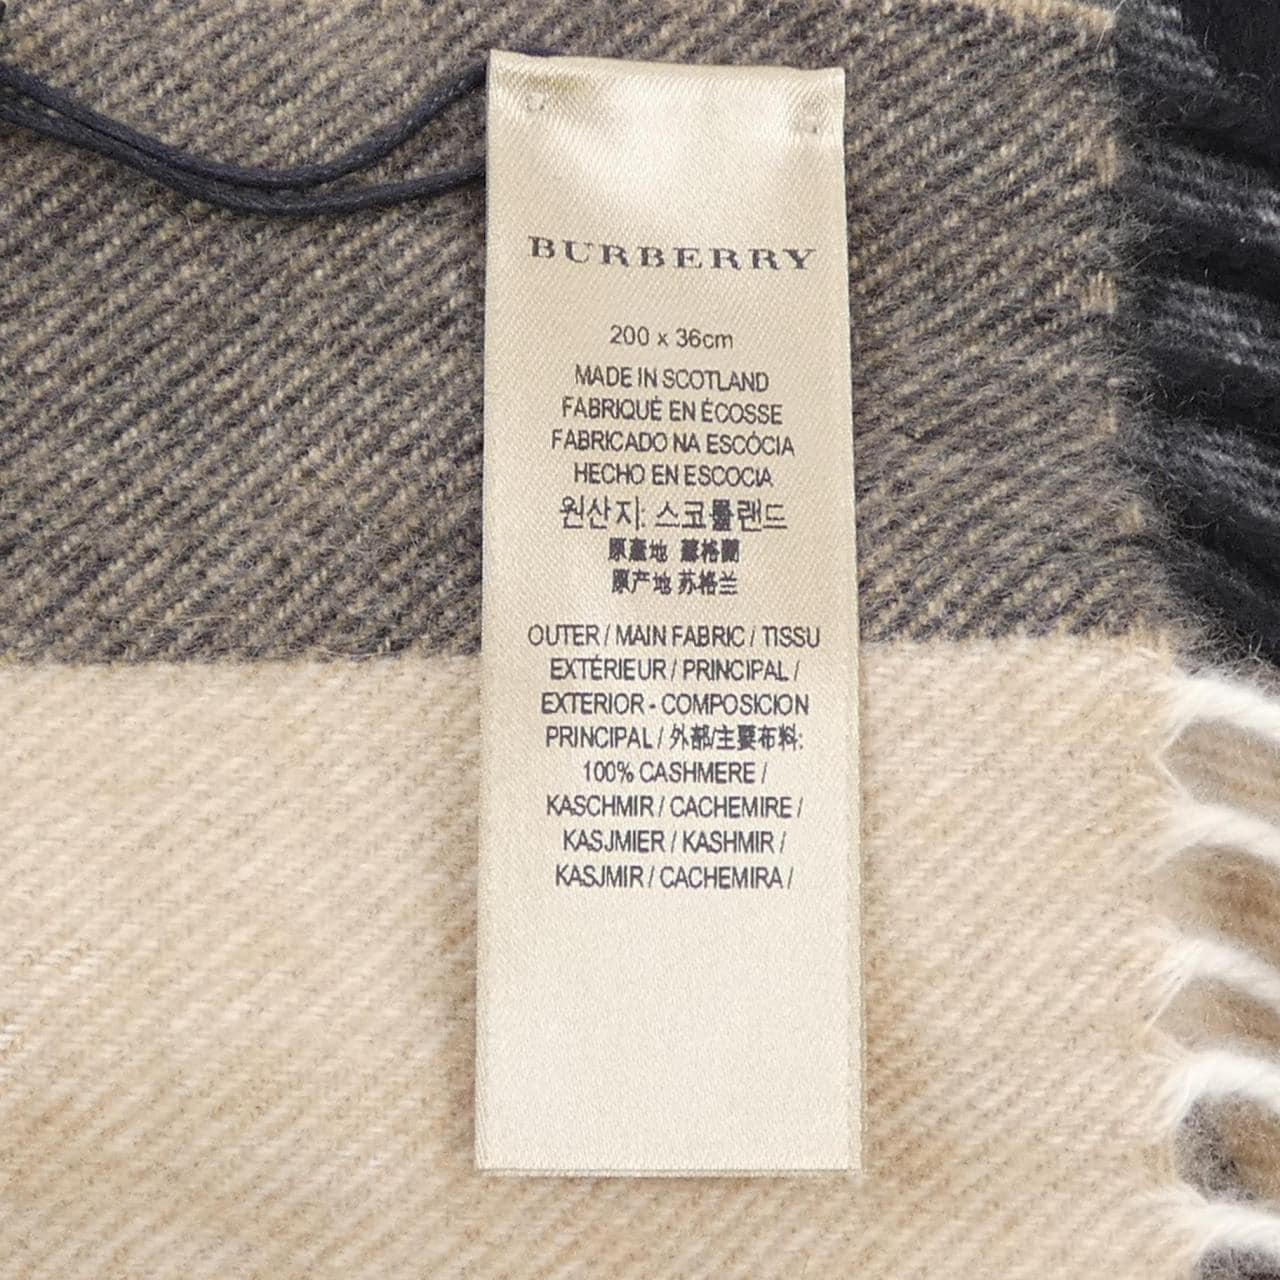 BURBERRY
200 x 36cm
MADE IN SCOTLAND
FABRIQUÉ EN ÉCOSSE
FABRICADO NA ESCÓCIA
HECHO EN ESCOCIA
원산지: 스코틀랜드
原產地 蘇格蘭
原产地 苏格兰
OUTER / MAIN FABRIC / TISSU
EXTÉRIEUR / PRINCIPAL /
EXTERIOR - COMPOSICION
PRINCIPAL / 外部/主要布料:
100% CASHMERE /
KASCHMIR / CACHEMIRE /
KASJMIER / KASHMIR /
KASJMIR / CACHEMIRA /